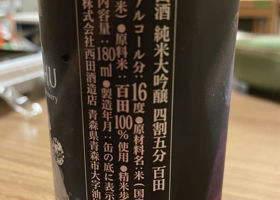 酒 純米大吟醸 四割五分 百田
アルコール分:16度●原材料名:米(国
米)●原料米:百田100%使用●精米歩
内容量:180ml●製造年月:缶の底に表示
株式会社西田酒造店 青森県青森市大字油